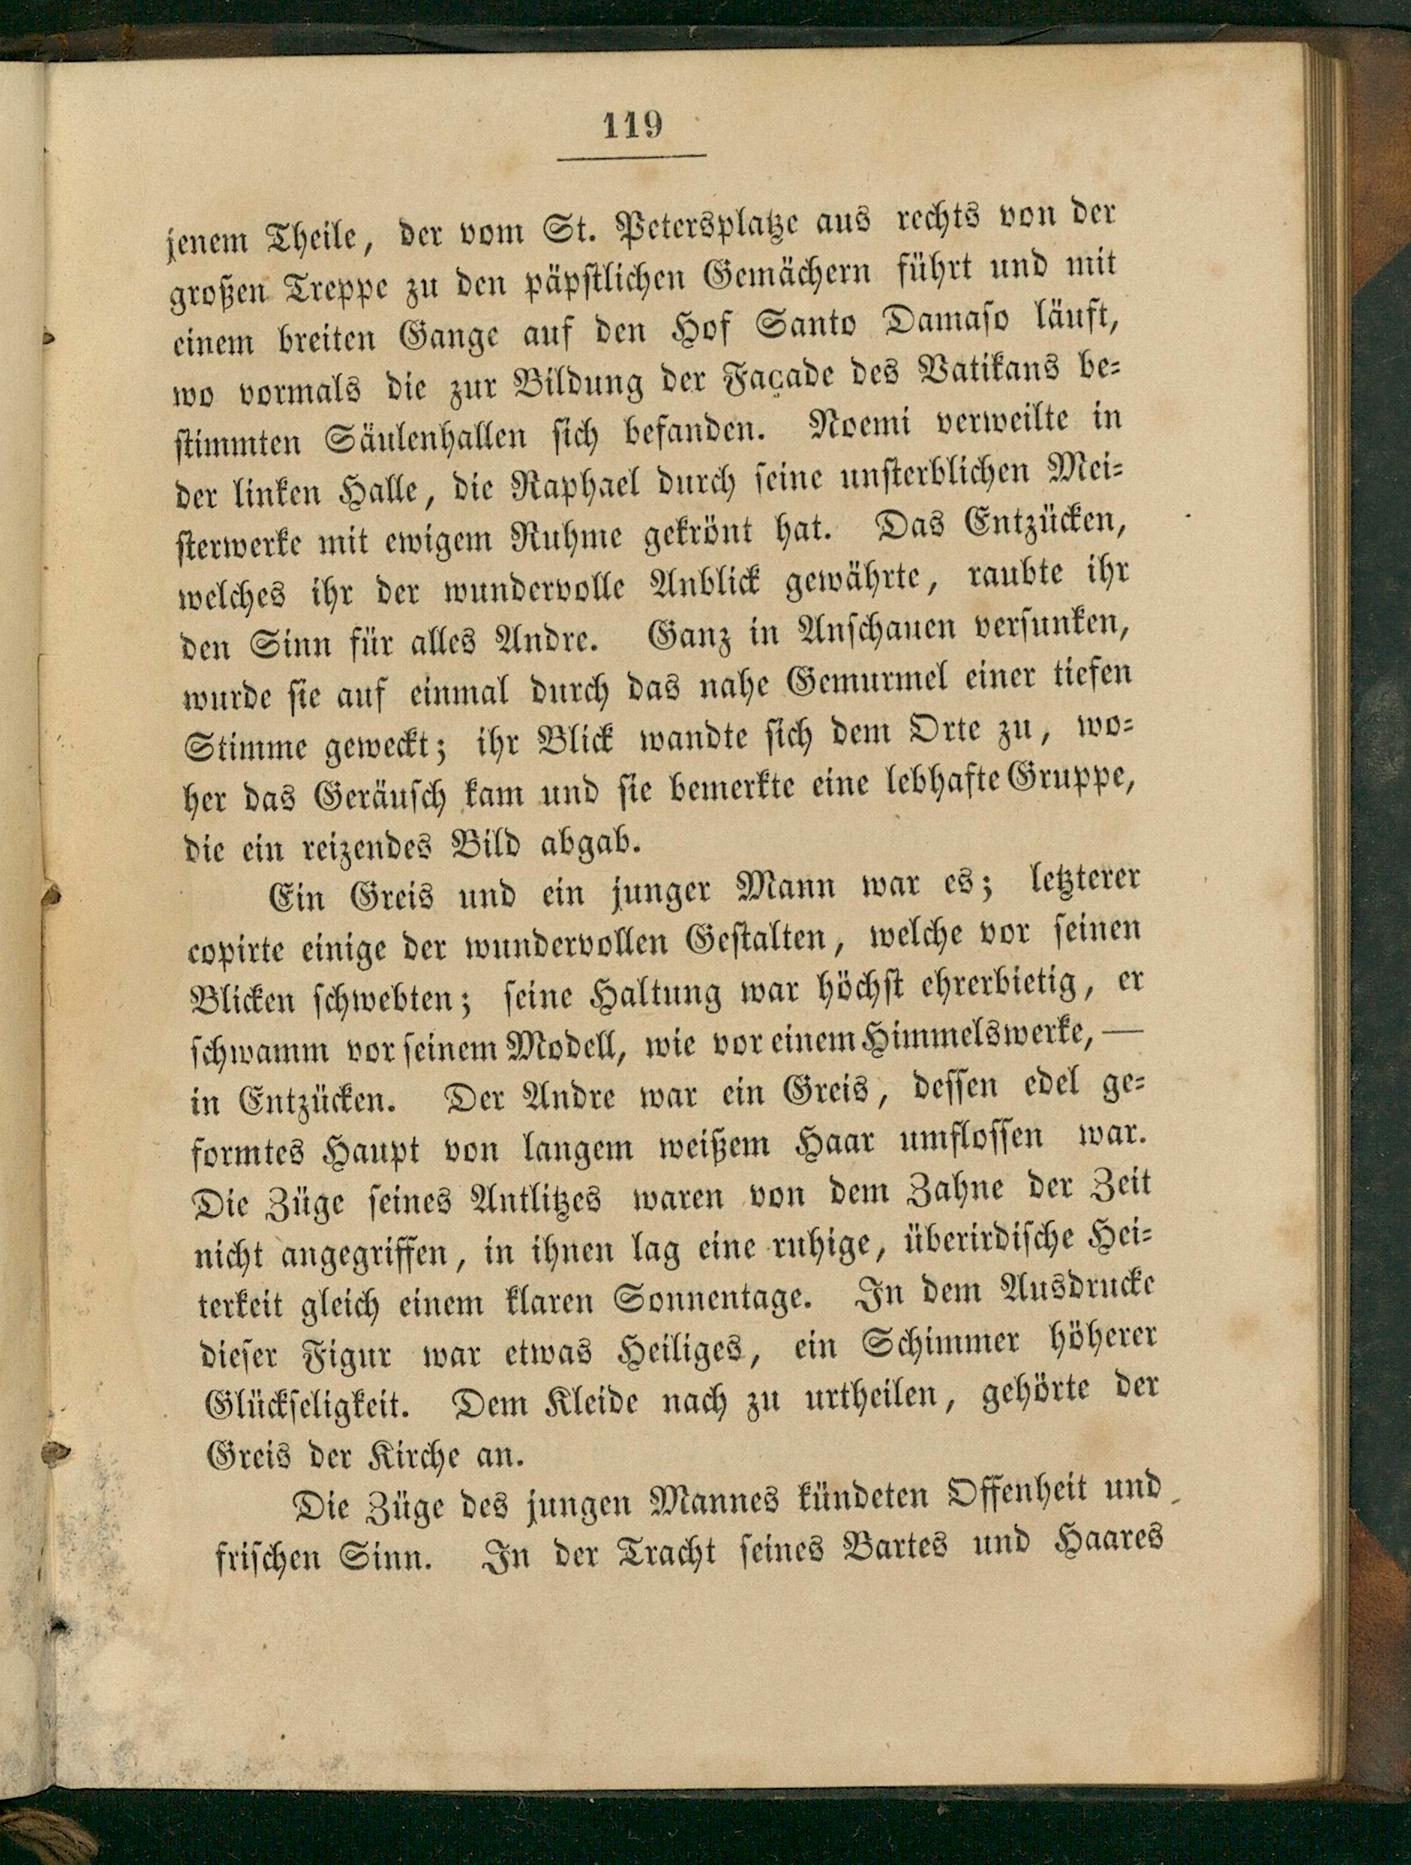 119
jenem Theile, der vom St. Petersplatze aus rechts von der
großen Treppe zu den päpstlichen Gemächern führt und mit
einem breiten Gange auf den Hof Santo Damaso läuft,
wo vormals die zur Bildung der Façade des Vatikans be-
stimmten Säulenhallen sich befanden. Noemi verweilte in
der linken Halle, die Raphael durch seine unsterblichen Mei-
sterwerke mit ewigem Ruhme gekrönt hat. Das Entzücken,
welches ihr der wundervolle Anblick gewährte, raubte ihr
den Sinn für alles Andre. Ganz in Anschauen versunken,
wurde sie auf einmal durch das nahe Gemurmel einer tiefen
Stimme geweckt; ihr Blick wandte sich dem Orte zu, wo-
her das Geräusch kam und sie bemerkte eine lebhafte Gruppe,
die ein reizendes Bild abgab.
Ein Greis und ein junger Mann war es; letzterer
copirte einige der wundervollen Gestalten, welche vor seinen
Blicken schwebten; seine Haltung war höchst ehrerbietig, er
schwamm vor seinem Modell, wie vor einem Himmelswerke, —
in Entzücken. Der Andre war ein Greis, dessen edel ge-
formtes Haupt von langem weißem Haar umflossen war.
Die Züge seines Antlitzes waren von dem Zahne der Zeit
nicht angegriffen, in ihnen lag eine ruhige, überirdische Hei-
terkeit gleich einem klaren Sonnentage. In dem Ausdrucke
dieser Figur war etwas Heiliges, ein Schimmer höherer
Glückseligkeit. Dem Kleide nach zu urtheilen, gehörte der
Greis der Kirche an.
Die Züge des jungen Mannes kündeten Offenheit und
frischen Sinn. In der Tracht seines Bartes und Haares